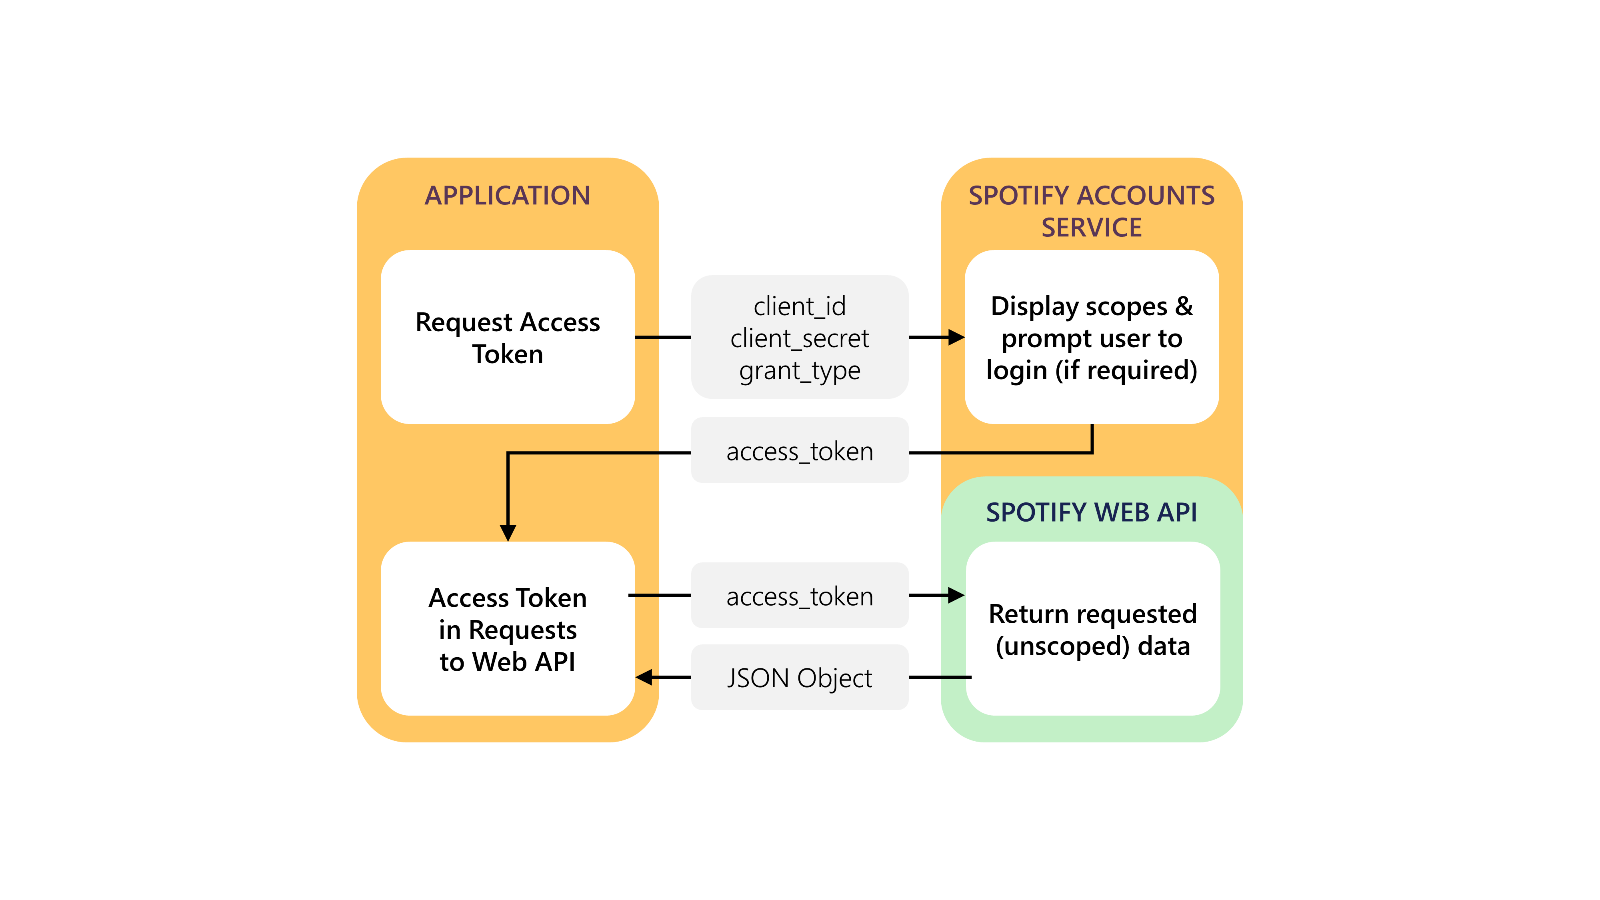 APPLICATION
Request Access
Token
client_id
client_secret
grant_type
SPOTIFY ACCOUNTS
SERVICE
Display scopes &
prompt user to
login (if required)
access_token
Access Token
in Requests
to Web API
access_token
JSON Object
SPOTIFY WEB API
Return requested
(unscoped) data